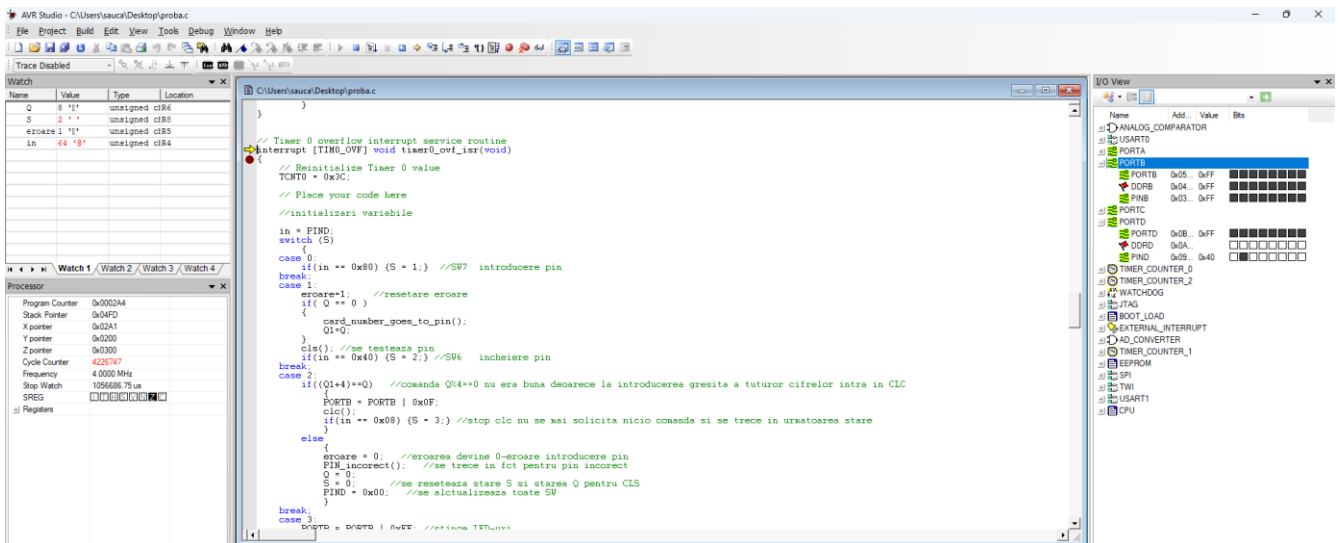 AVR Studio - C:\Users\sauca\Desktop\proba.c
File Project Build Edit View Tools Debug Window Help
Trace Disabled
Watch
Name Value Type Location
Q 8 unsigned R6
S 2 ' ' unsigned R8
eroare 1 unsigned R5
in 64 '@' unsigned R4
Watch 1 Watch 2 Watch 3 Watch 4
Processor
Program Counter 0x0002A4
Stack Pointer 0x04FD
X pointer 0x02A1
Y pointer 0x0200
Z pointer 0x0300
Cycle Counter 4226747
Frequency 4.0000 MHz
Stop Watch 1056686.75 us
SREG I T H S V N Z C
Registers
C:\Users\sauca\Desktop\proba.c
}
}
// Timer 0 overflow interrupt service routine
interrupt [TIM0_OVF] void timer0_ovf_isr(void)
{
// Reinitialize Timer 0 value
TCNT0 = 0x3C;
// Place your code here
//initializari variabile
in = PIND;
switch (S)
{
case 0:
if(in == 0x80) {S = 1;} //SW7 introducere pin
break;
case 1:
eroare=1; //resetare eroare
if( Q == 0 )
{
card_number_goes_to_pin();
Q1=Q;
}
cls(); //se testeaza pin
if(in == 0x40) {S = 2;} //SW6 incheiere pin
break;
case 2:
if((Q1+4)==Q) //comanda Q%4==0 nu era buna deoarece la introducerea gresita a tuturor cifrelor intra in CLC
{
PORTB = PORTB | 0x0F;
clc();
if(in == 0x08) {S = 3;} //stop clc nu se mai solicita nicio comanda si se trece in urmatoarea stare
}
else
{
eroare = 0; //eroarea devine 0-eroare introducere pin
PIN_incorect(); //se trece in fct pentru pin incorect
Q = 0;
S = 0; //se reseteaza stare S si starea Q pentru CLS
PIND = 0x00; //se alctualizeaza toate SW
}
break;
case 3:
PORTB = PORTB | 0xFF; //stinge LED-uri
I/O View
Name Add... Value Bits
ANALOG_COMPARATOR
USART0
PORTA
PORTB
PORTB 0x05... 0xFF
DDRB 0x04... 0xFF
PINB 0x03... 0xFF
PORTC
PORTD
PORTD 0x0B... 0xFF
DDRD 0x0A...
PIND 0x09... 0x40
TIMER_COUNTER_0
TIMER_COUNTER_2
WATCHDOG
JTAG
BOOT_LOAD
EXTERNAL_INTERRUPT
AD_CONVERTER
TIMER_COUNTER_1
EEPROM
SPI
TWI
USART1
CPU